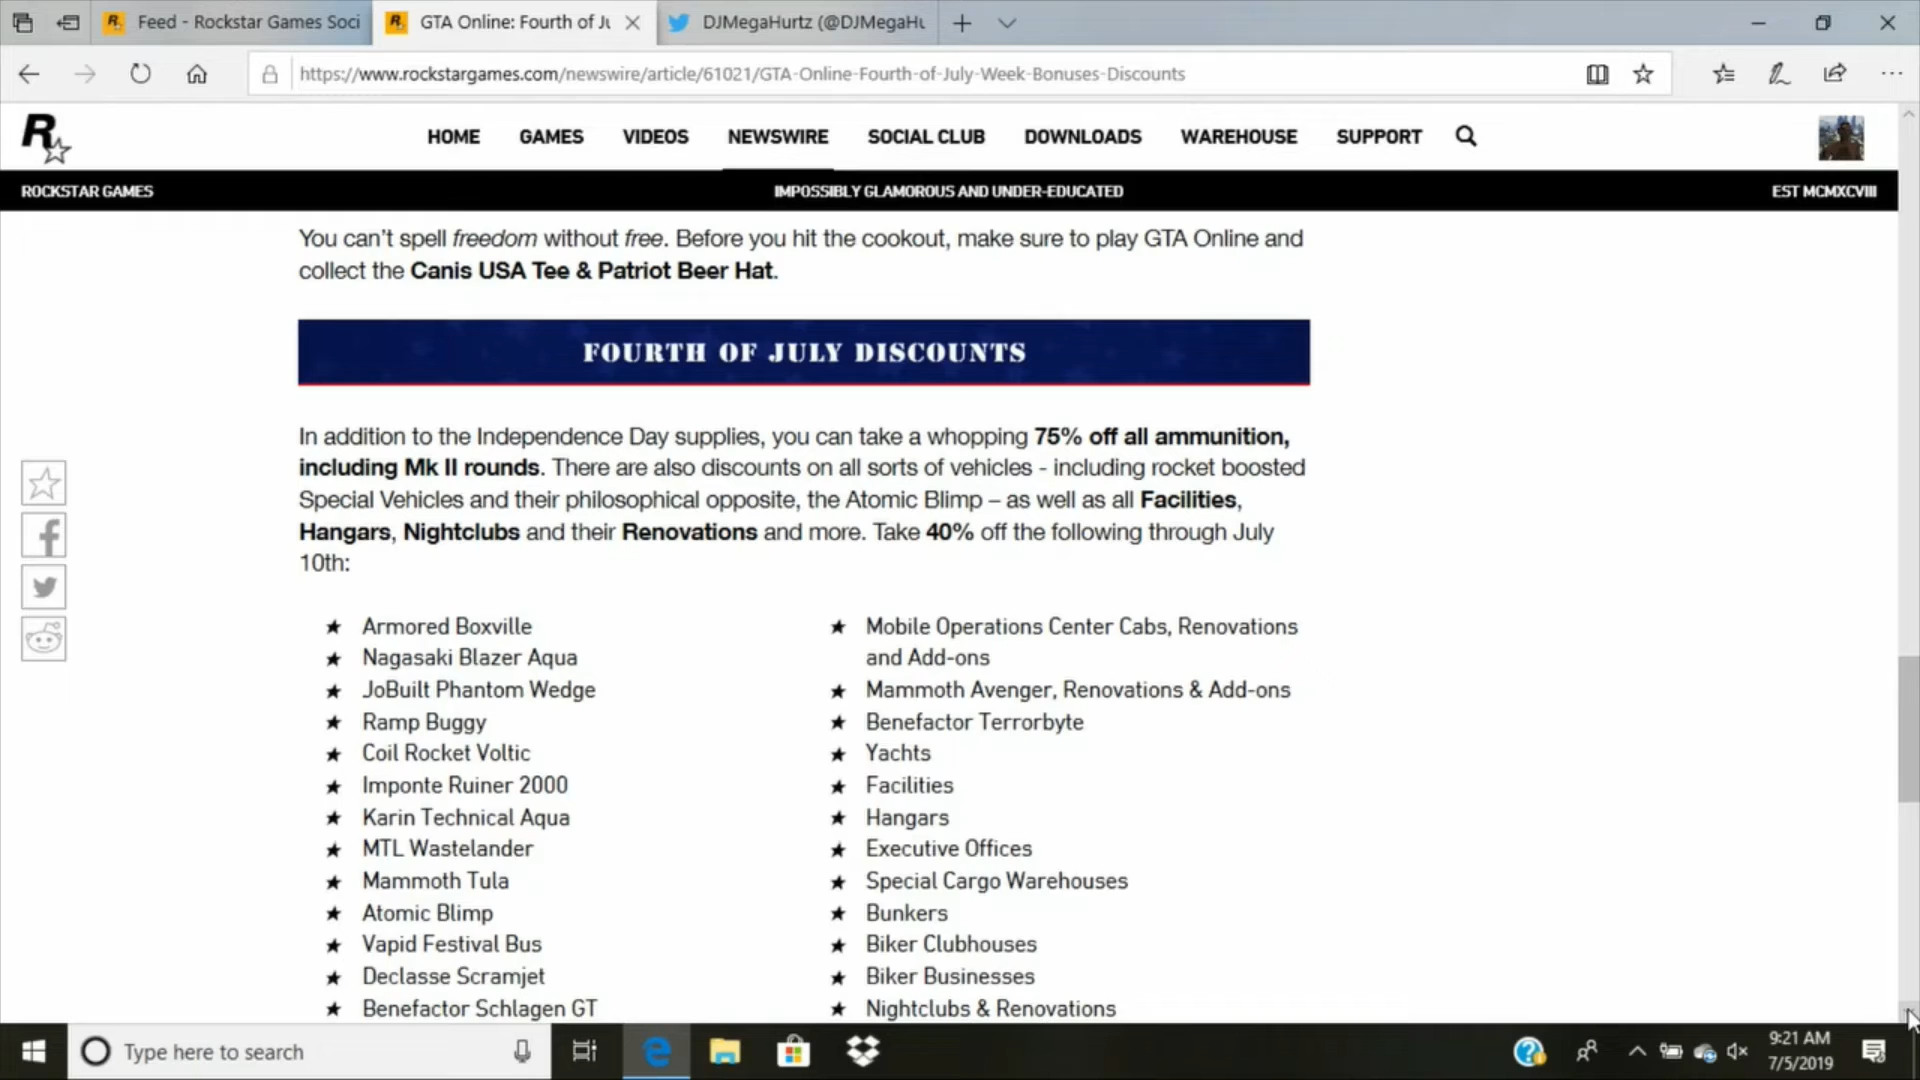 Feed - Rockstar Games Soci
GTA Online: Fourth of Ju
DJMegaHurtz (@DJMegaHu
https://www.rockstargames.com/newswire/article/61021/GTA-Online-Fourth-of-July-Week-Bonuses-Discounts
HOME GAMES VIDEOS NEWSWIRE SOCIAL CLUB DOWNLOADS WAREHOUSE SUPPORT
ROCKSTAR GAMES
IMPOSSIBLY GLAMOROUS AND UNDER-EDUCATED
EST MCMXCVIII
You can’t spell freedom without free. Before you hit the cookout, make sure to play GTA Online and
collect the Canis USA Tee & Patriot Beer Hat.
FOURTH OF JULY DISCOUNTS
In addition to the Independence Day supplies, you can take a whopping 75% off all ammunition,
including Mk II rounds. There are also discounts on all sorts of vehicles - including rocket boosted
Special Vehicles and their philosophical opposite, the Atomic Blimp – as well as all Facilities,
Hangars, Nightclubs and their Renovations and more. Take 40% off the following through July
10th:
Armored Boxville
Nagasaki Blazer Aqua
JoBuilt Phantom Wedge
Ramp Buggy
Coil Rocket Voltic
Imponte Ruiner 2000
Karin Technical Aqua
MTL Wastelander
Mammoth Tula
Atomic Blimp
Vapid Festival Bus
Declasse Scramjet
Benefactor Schlagen GT
Mobile Operations Center Cabs, Renovations
and Add-ons
Mammoth Avenger, Renovations & Add-ons
Benefactor Terrorbyte
Yachts
Facilities
Hangars
Executive Offices
Special Cargo Warehouses
Bunkers
Biker Clubhouses
Biker Businesses
Nightclubs & Renovations
Type here to search
9:21 AM
7/5/2019